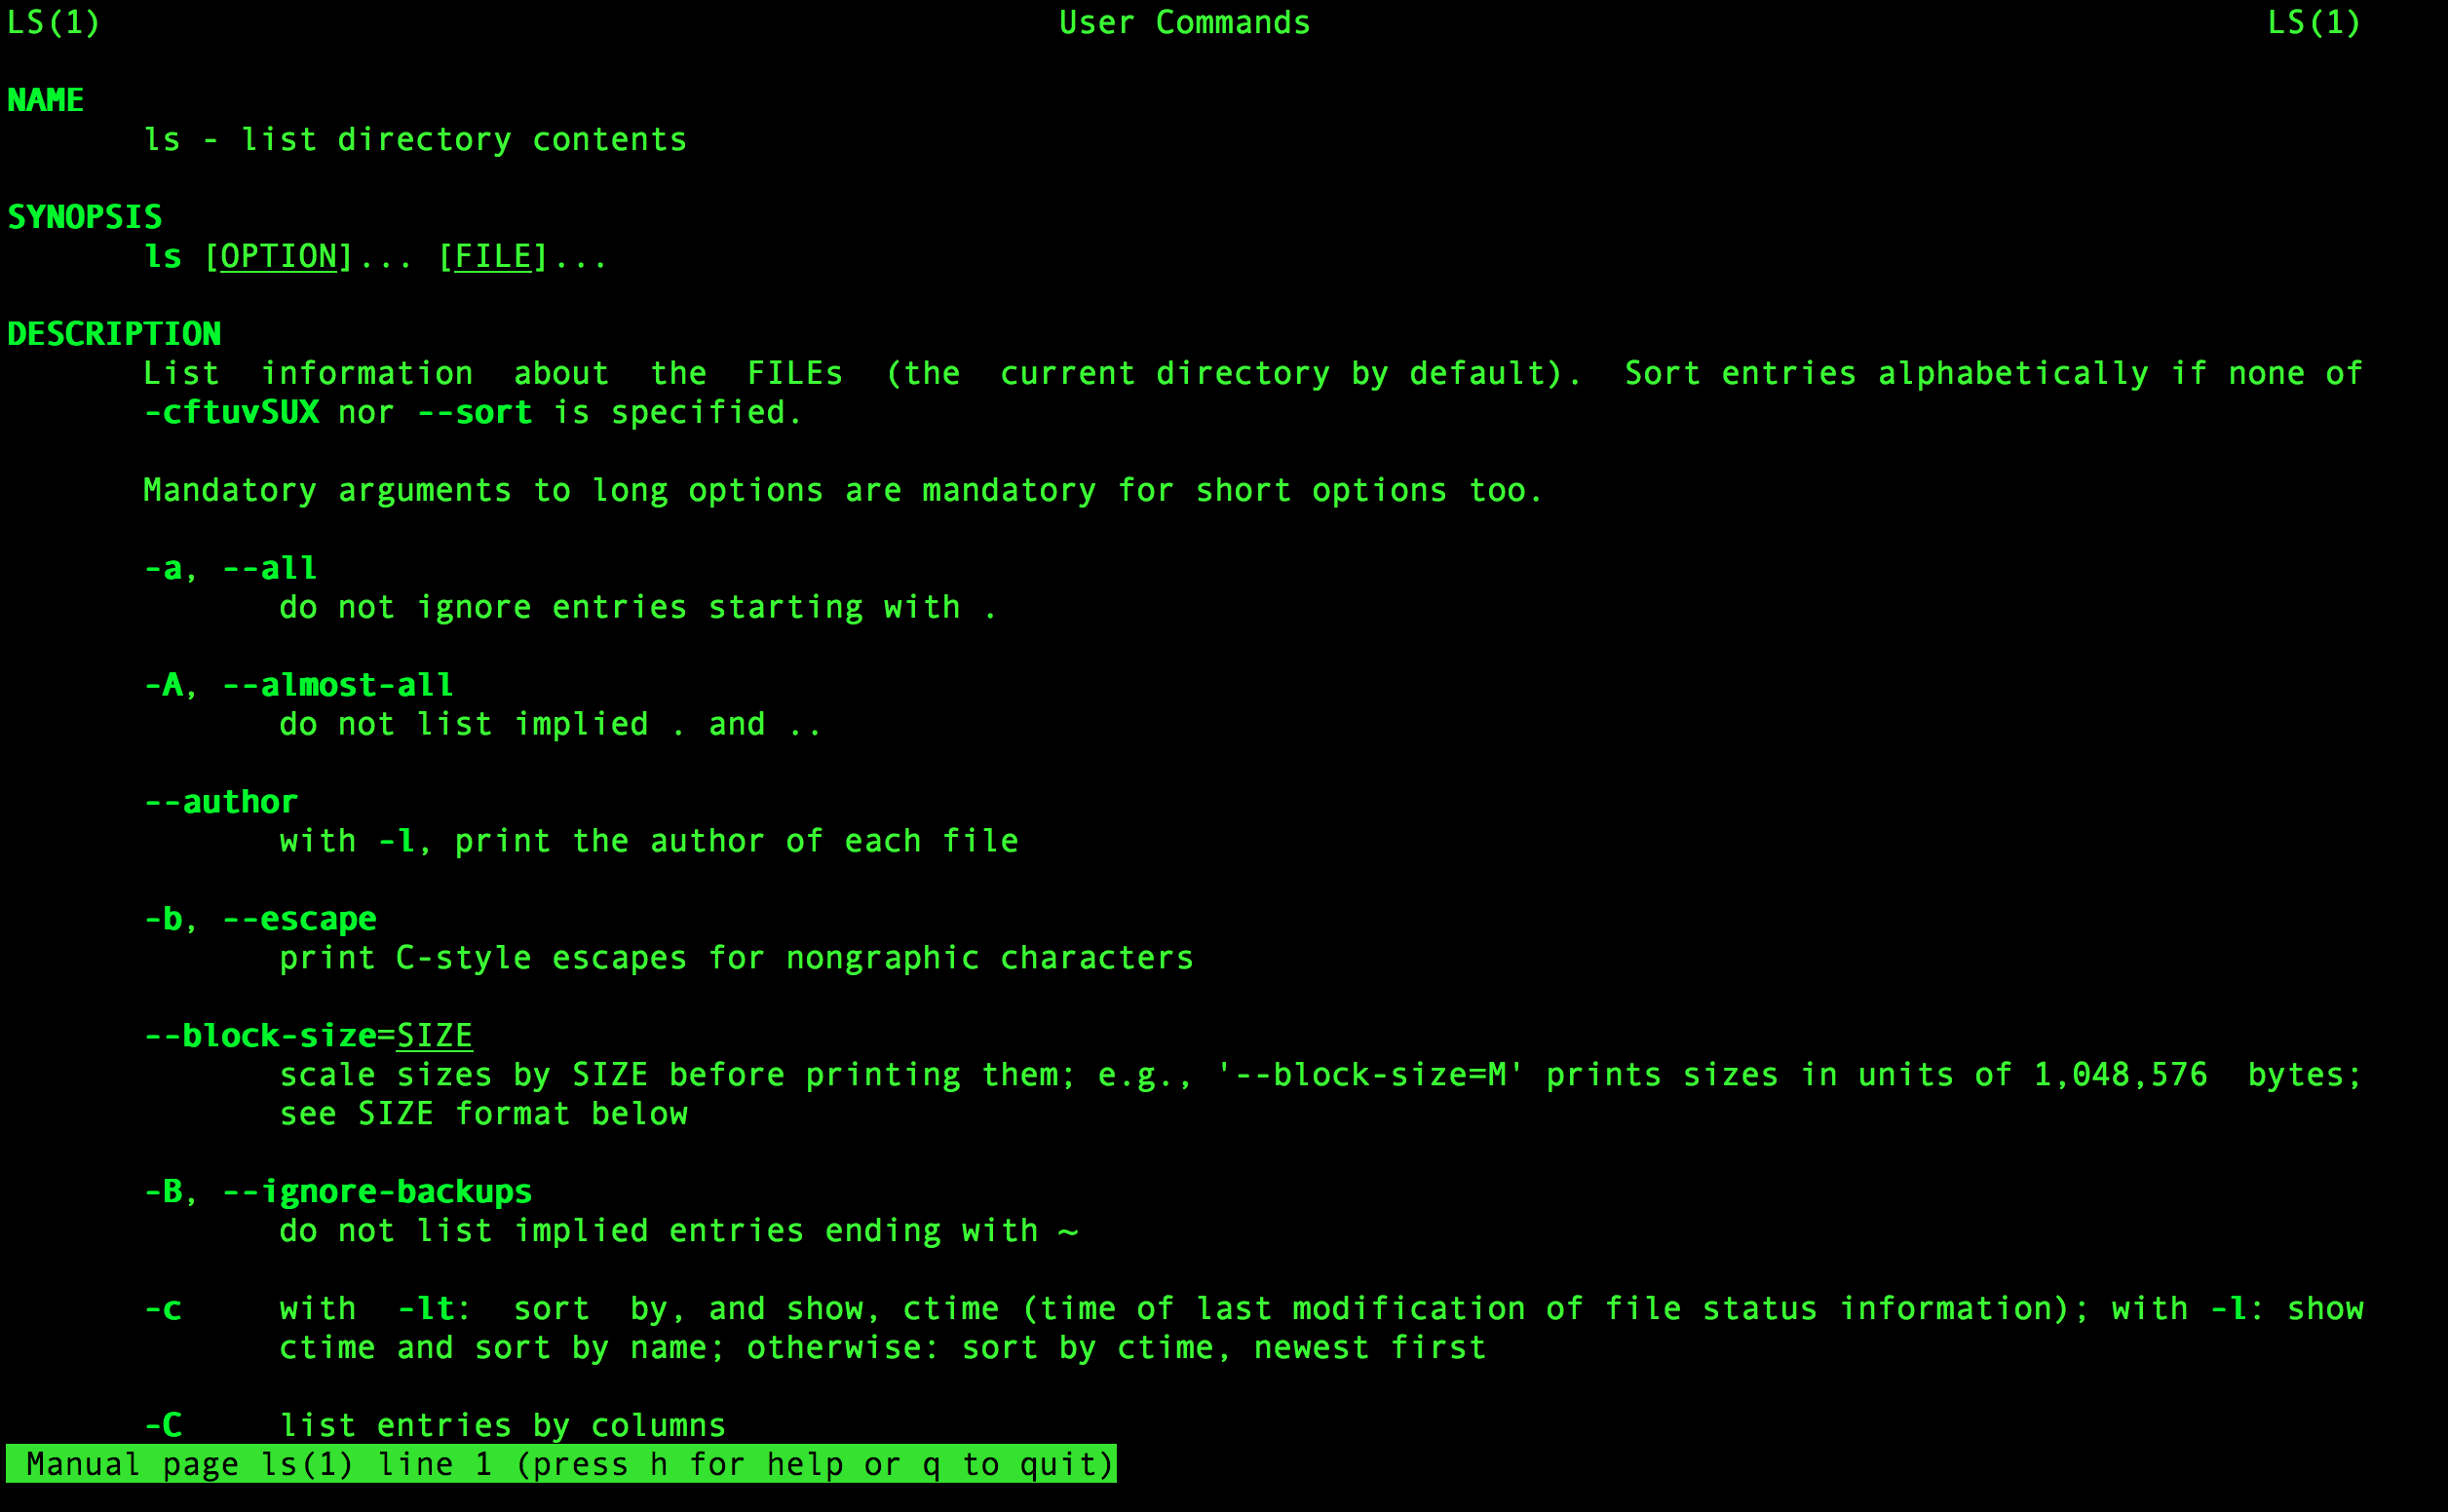 LS(1) User Commands LS(1)
NAME
ls - list directory contents
SYNOPSIS
ls [OPTION]... [FILE]...
DESCRIPTION
List information about the FILEs (the current directory by default). Sort entries alphabetically if none of
-cftuvSUX nor --sort is specified.
Mandatory arguments to long options are mandatory for short options too.
-a, --all
do not ignore entries starting with .
-A, --almost-all
do not list implied . and ..
--author
with -l, print the author of each file
-b, --escape
print C-style escapes for nongraphic characters
--block-size=SIZE
scale sizes by SIZE before printing them; e.g., '--block-size=M' prints sizes in units of 1,048,576 bytes;
see SIZE format below
-B, --ignore-backups
do not list implied entries ending with ~
-c with -lt: sort by, and show, ctime (time of last modification of file status information); with -l: show
ctime and sort by name; otherwise: sort by ctime, newest first
-C list entries by columns
Manual page ls(1) line 1 (press h for help or q to quit)